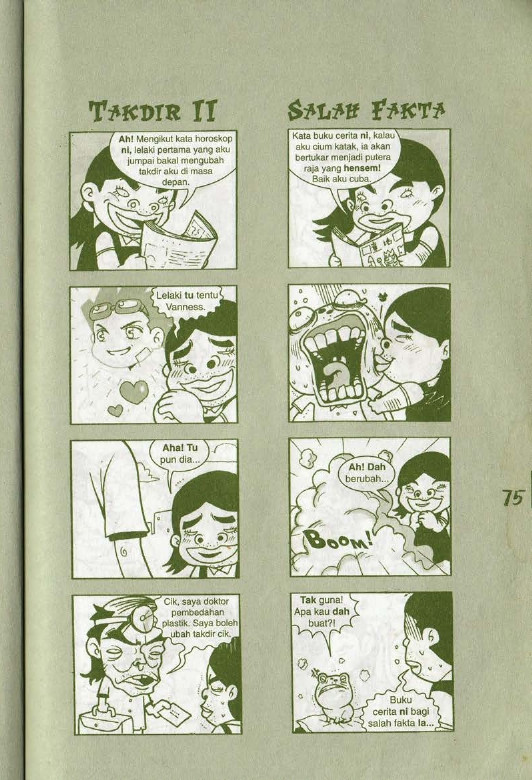 TAKDIR II
Ah! Mengikut kata horoskop
ni, lelaki pertama yang aku
jumpai bakal mengubah
takdir aku di masa
depan.
Lelaki tu tentu
Vanness.
Aha! Tu
pun dia...
Cik, saya doktor
pembedahan
plastik. Saya boleh
ubah takdir cik.
SALAH FAKTA
Kata buku cerita ni, kalau
aku cium katak, ia akan
bertukar menjadi putera
raja yang hensem!
Baik aku cuba.
Ah! Dah
berubah...
BOOM!
Tak guna!
Apa kau dah
buat?!
Buku
cerita ni bagi
salah fakta la...
75